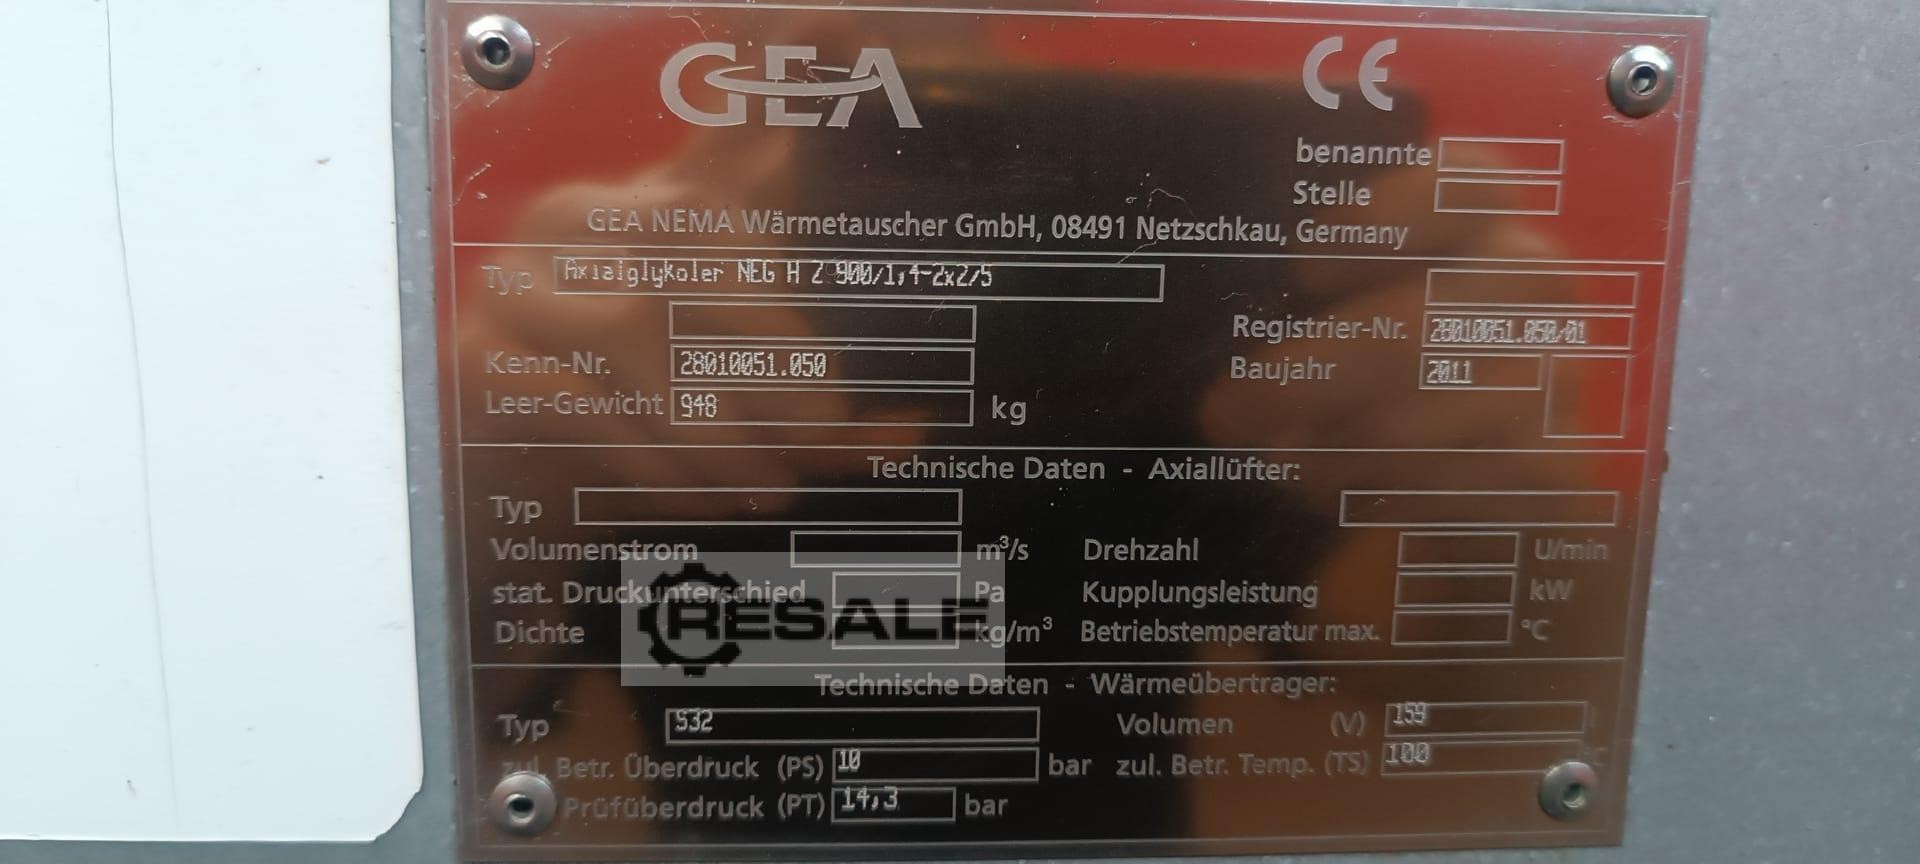 GEA CE
benannte
Stelle
GEA NEMA Wärmetauscher GmbH, 08491 Netzschkau, Germany
Typ Axialglykoler NEG H Z 900/1,4-2x2/5
Registrier-Nr. 28010051.050/01
Kenn-Nr. 28010051.050 Baujahr 2011
Leer-Gewicht 948 kg
Technische Daten - Axiallüfter:
Typ
Volumenstrom m³/s Drehzahl U/min
stat. Druckunterschied Pa Kupplungsleistung kW
Dichte kg/m³ Betriebstemperatur max. °C
RESALE
Technische Daten - Wärmeübertrager:
Typ S32 Volumen (V) 159 l
zul. Betr. Überdruck (PS) 10 bar zul. Betr. Temp. (TS) 100 °C
Prüfüberdruck (PT) 14,3 bar